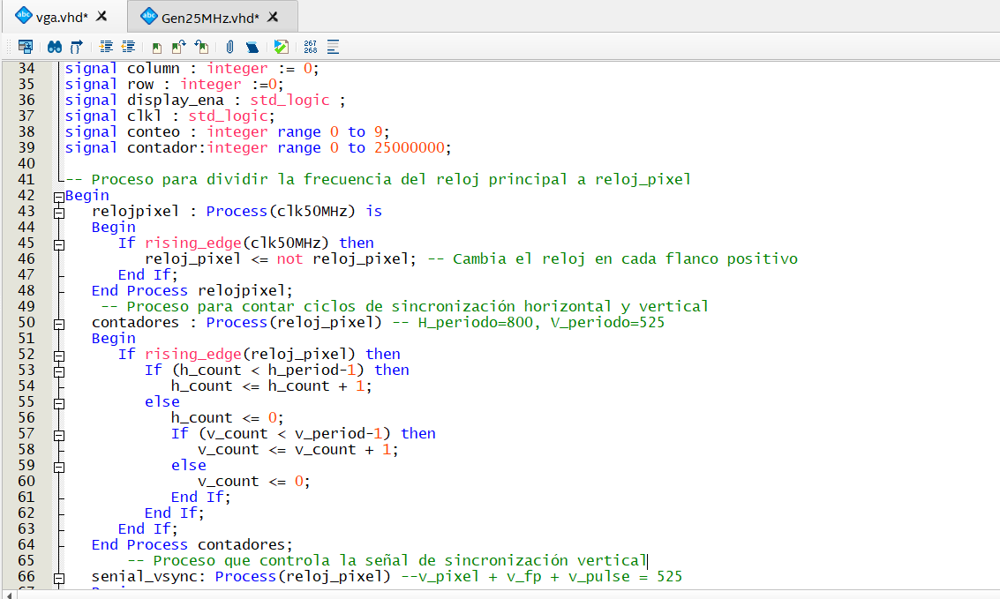 abc vga.vhd* X abc Gen25MHz.vhd* X
267
268
34 signal column : integer := 0;
35 signal row : integer :=0;
36 signal display_ena : std_logic ;
37 signal clkl : std_logic;
38 signal conteo : integer range 0 to 9;
39 signal contador:integer range 0 to 25000000;
40
41 -- Proceso para dividir la frecuencia del reloj principal a reloj_pixel
42 Begin
43 relojpixel : Process(clk50MHz) is
44 Begin
45 If rising_edge(clk50MHz) then
46 reloj_pixel <= not reloj_pixel; -- Cambia el reloj en cada flanco positivo
47 End If;
48 End Process relojpixel;
49 -- Proceso para contar ciclos de sincronización horizontal y vertical
50 contadores : Process(reloj_pixel) -- H_periodo=800, V_periodo=525
51 Begin
52 If rising_edge(reloj_pixel) then
53 If (h_count < h_period-1) then
54 h_count <= h_count + 1;
55 else
56 h_count <= 0;
57 If (v_count < v_period-1) then
58 v_count <= v_count + 1;
59 else
60 v_count <= 0;
61 End If;
62 End If;
63 End If;
64 End Process contadores;
65 -- Proceso que controla la señal de sincronización vertical
66 senial_vsync: Process(reloj_pixel) --v_pixel + v_fp + v_pulse = 525